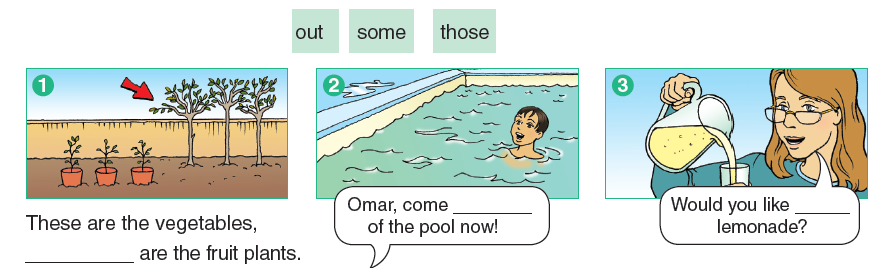 out some those
1 2 3
These are the vegetables,
__________ are the fruit plants.
Omar, come ________
of the pool now!
Would you like ______
lemonade?